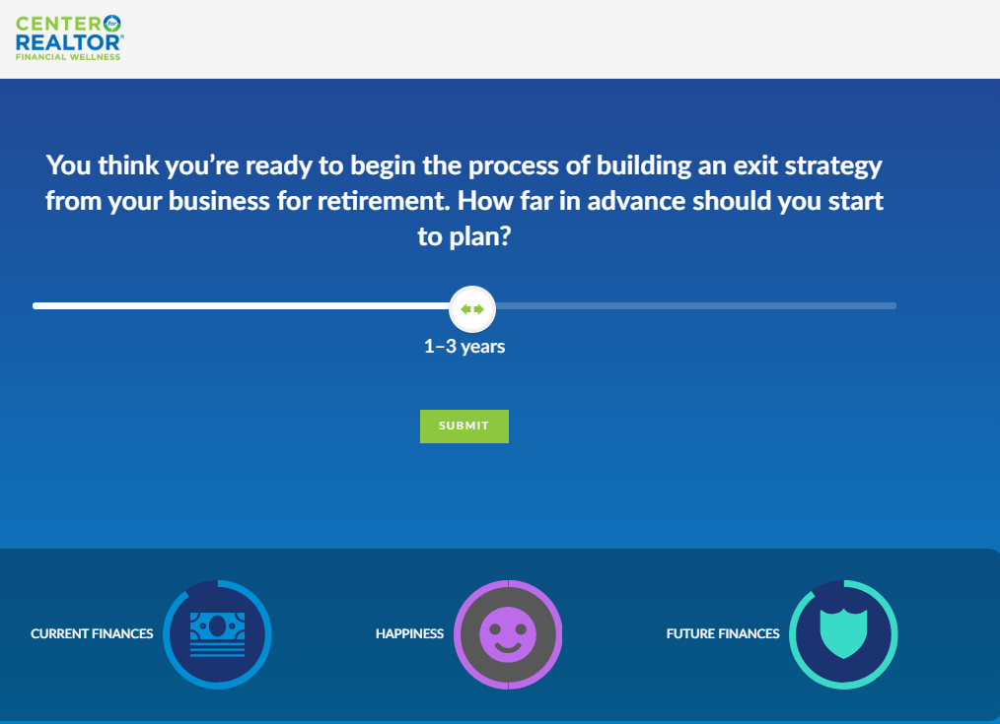 CENTER for
REALTOR®
FINANCIAL WELLNESS
You think you’re ready to begin the process of building an exit strategy
from your business for retirement. How far in advance should you start
to plan?
1–3 years
SUBMIT
CURRENT FINANCES
HAPPINESS
FUTURE FINANCES